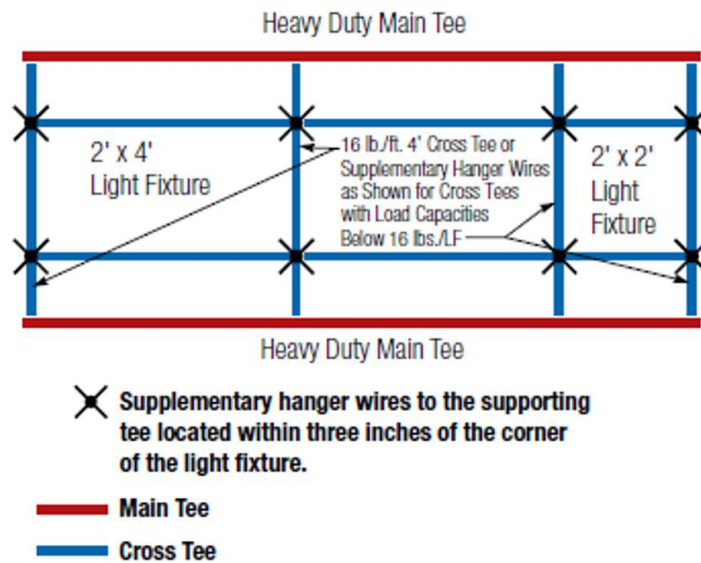 Heavy Duty Main Tee
2' x 4'
Light Fixture
16 lb./ft. 4' Cross Tee or
Supplementary Hanger Wires
as Shown for Cross Tees
with Load Capacities
Below 16 lbs./LF
2' x 2'
Light
Fixture
Heavy Duty Main Tee
Supplementary hanger wires to the supporting
tee located within three inches of the corner
of the light fixture.
Main Tee
Cross Tee